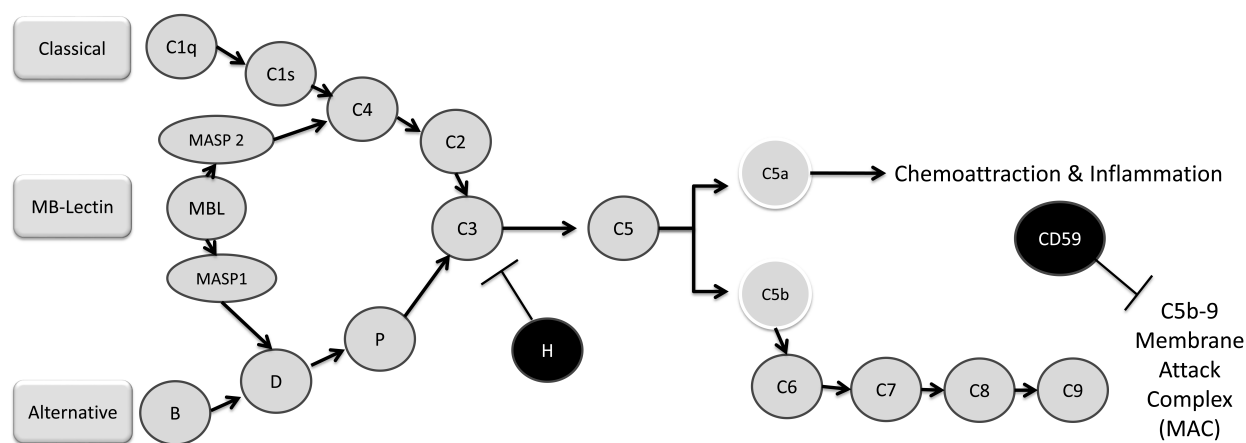 Classical
C1q
C1s
C4
C2
MASP 2
MB-Lectin
MBL
MASP1
C3
C5
C5a
Chemoattraction & Inflammation
CD59
C5b
P
H
D
Alternative
B
C6
C7
C8
C9
C5b-9
Membrane
Attack
Complex
(MAC)